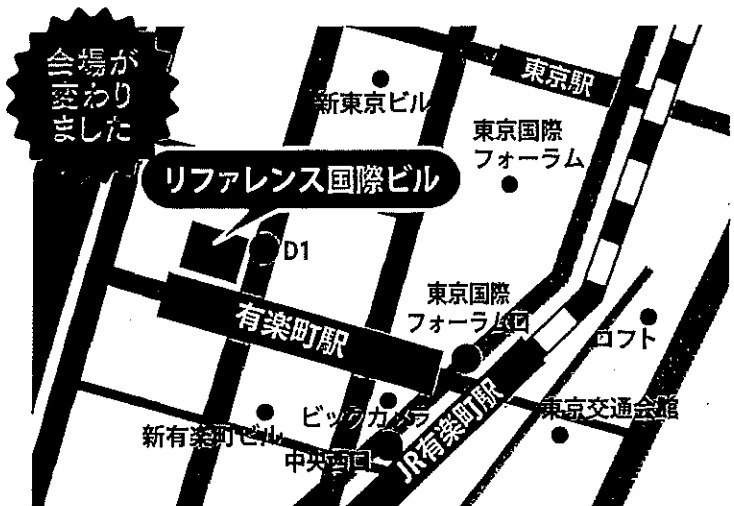 会場が
変わり
ました
東京駅
新東京ビル
東京国際
フォーラム
リファレンス国際ビル
D1
有楽町駅
東京国際
フォーラム口
ロフト
ビックカメラ
東京交通会館
新有楽町ビル
中央西口
JR有楽町駅